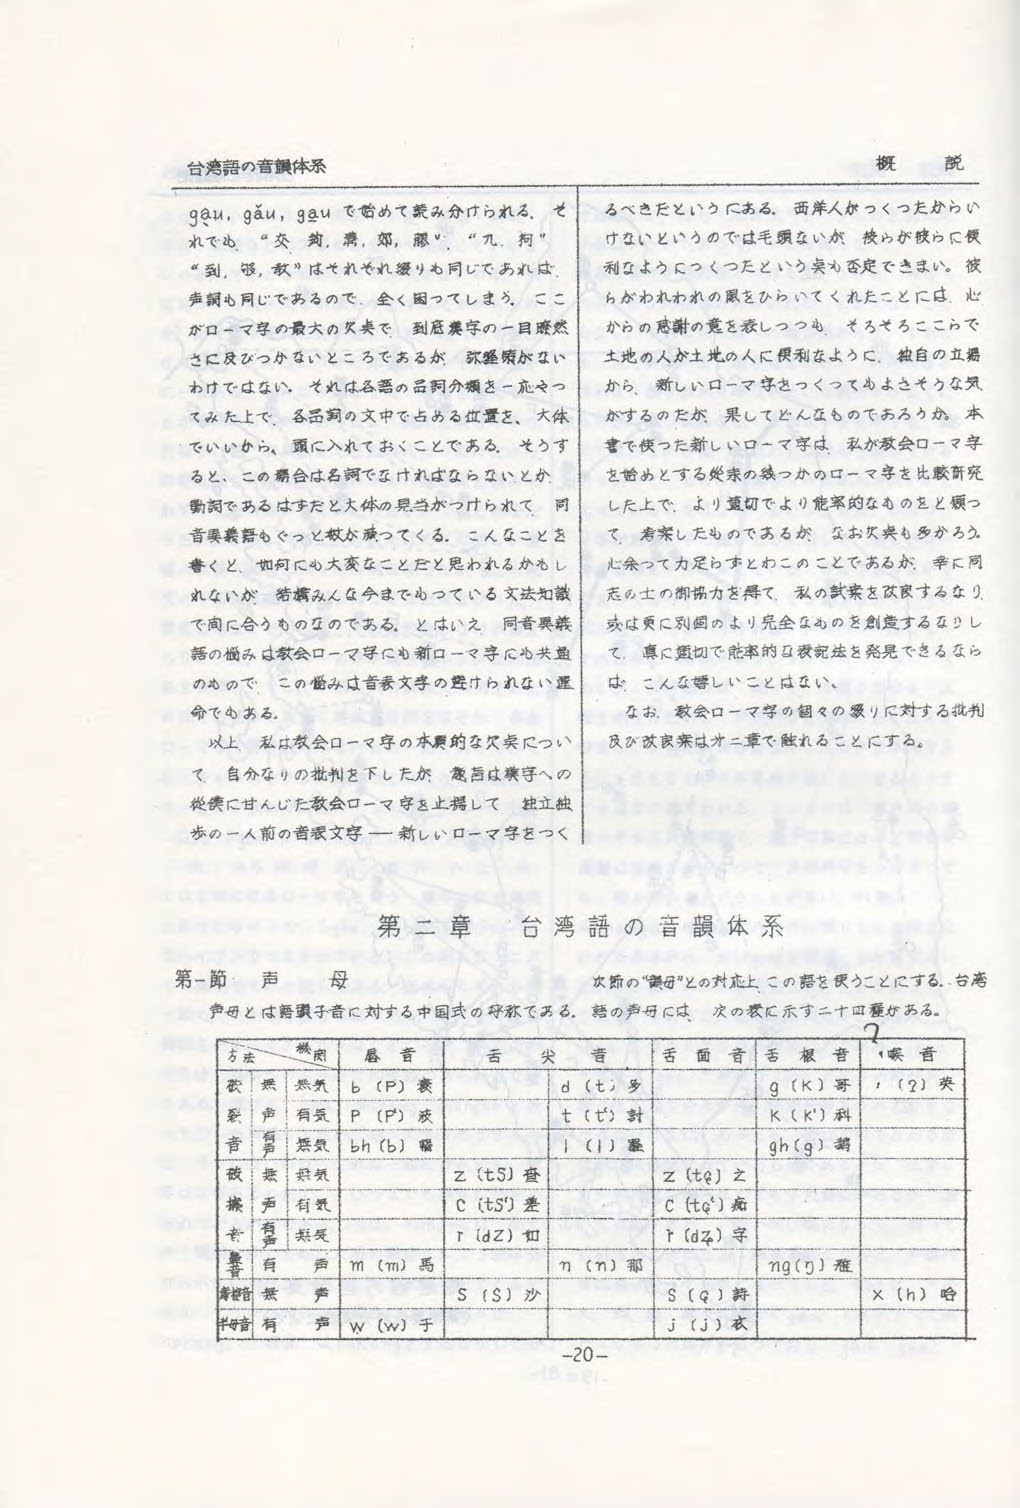 台湾語の音韻体系
概 説
gạu, gǎu, ga̲u で始めて読み分けられる。そ
れでも、“交、鉤、溝、郊、膠”、“九、狗”
“到, 够, 教”はそれぞれ綴りも同じであれば、
声調も同じであるので、全く困ってしまう。ここ
がローマ字の最大の欠点で、到底漢字の一目瞭然
さに及びつかないところであるが、弥縫策がない
わけではない。それは各語の品詞分類を一応やっ
てみた上で、各品詞の文中で占める位置を、大体
でいいから、頭に入れておくことである。そうす
ると、この場合は名詞でなければならないとか、
動詞であるはずだと大体の見当がつけられて、同
音異義語もぐっと数が減ってくる。こんなことを
書くと、如何にも大変なことだと思われるかもし
れないが、結構みんな今までもっている文法知識
で間に合うものなのである。とはいえ、同音異義
語の悩みは教会ローマ字にも新ローマ字にも共通
のもので、この悩みは音表文字の避けられない運
命でもある。
以上、私は教会ローマ字の本質的な欠点につい
て、自分なりの批判を下したが、趣旨は漢字への
従僕に甘んじた教会ローマ字を止揚して、独立独
歩の一人前の音表文字——新しいローマ字をつく
るべきだというにある。西洋人がつくったからい
けないというのでは毛頭ないが、彼らが彼らに便
利なようにつくったという点も否定できまい。彼
らがわれわれの眼をひらいてくれたことには、心
からの感謝の意を表しつつも、そろそろここらで
土地の人が土地の人に便利なように、独自の立場
から、新しいローマ字をつくってもよさそうな気
がするのだが、果してどんなものであろうか。本
書で使った新しいローマ字は、私が教会ローマ字
を始めとする従来の幾つかのローマ字を比較研究
した上で、より適切でより能率的なものをと願っ
て、考案したものであるが、なお欠点も多かろう。
心余って力足らずとわこのことであるが、幸に同
志の士の御協力を得て、私の試案を改良するなり、
或は更に別個のより完全なものを創造するなりし
て、真に適切で能率的な表記法を発見できるなら
ば、こんな嬉しいことはない。
なお、教会ローマ字の個々の綴りに対する批判
及び改良案は才二章で触れることにする。
第二章 台湾語の音韻体系
第一節 声 母
声母とは語頭子音に対する中国式の呼称である。
次節の“韻母”との対応上、この語を使うことにする。台湾
語の声母には、次の表に示す二十四種がある。
方法 機関 唇音 舌尖音 舌面音 舌根音 ʔ 喉音
破 無 無気 b (p) 褒 d (t) 多 g (k) 哥 ' (ʔ) 英
裂 声 有気 p (p') 波 t (t') 討 k (k') 科
音 有声 無気 bh (b) l (l) gh (g)
破 無 無気 z (ts) 查 z (tɕ) 之
擦 声 有気 c (ts') 差 c (tɕ') 痴
音 有声 無気 r (dz) 如 r (dʑ) 字
鼻音 有 声 m (m) 馬 n (n) 那 ng (ŋ) 雅
摩擦音 無 声 s (s) 沙 s (ɕ) 詩 x (h) 哈
半母音 有 声 w (w) 于 j (j) 衣
-20-